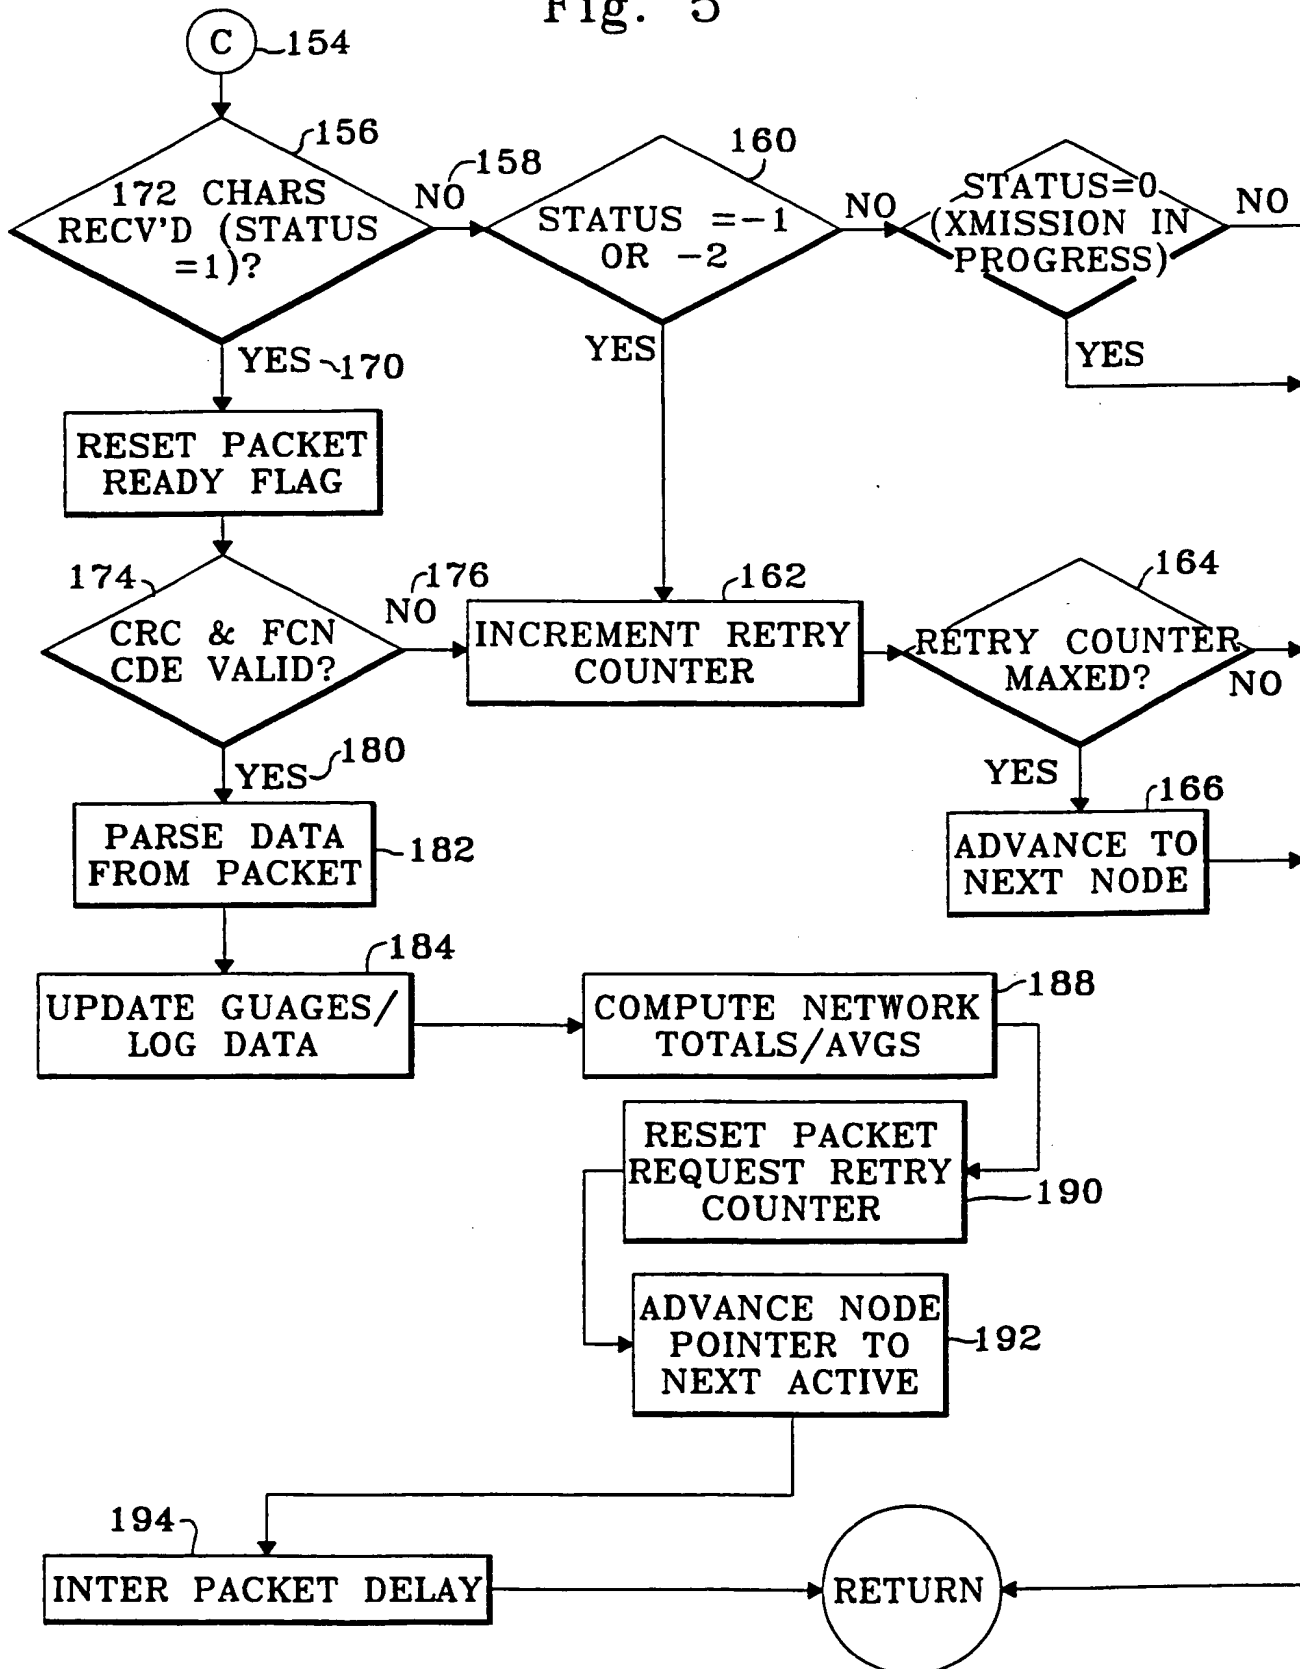 Fig. 5
C
154
156
172 CHARS
RECV'D (STATUS
=1)?
NO
158
160
STATUS =-1
OR -2
NO
STATUS=0
(XMISSION IN
PROGRESS)
NO
YES
170
YES
YES
RESET PACKET
READY FLAG
174
CRC & FCN
CDE VALID?
176
NO
162
INCREMENT RETRY
COUNTER
164
RETRY COUNTER
MAXED?
NO
YES
180
YES
166
PARSE DATA
FROM PACKET
182
ADVANCE TO
NEXT NODE
184
UPDATE GUAGES/
LOG DATA
COMPUTE NETWORK
TOTALS/AVGS
188
RESET PACKET
REQUEST RETRY
COUNTER
190
ADVANCE NODE
POINTER TO
NEXT ACTIVE
192
194
INTER PACKET DELAY
RETURN